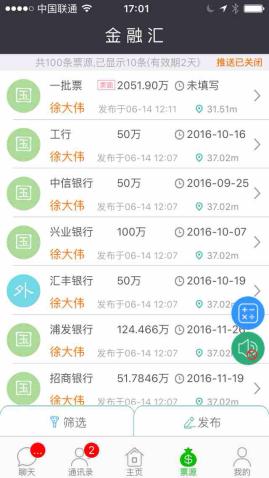 中国联通 17:01
金融汇
共100条票源,已显示10条(有效期2天) 推送已关闭
国 一批票 票据 2051.90万 未填写
徐大伟 发布于06-14 12:11 31.51m
国 工行 50万 2016-10-16
徐大伟 发布于06-14 12:07 37.02m
国 中信银行 50万 2016-09-25
徐大伟 发布于06-14 12:07 37.02m
国 兴业银行 100万 2016-10-07
徐大伟 发布于06-14 12:07 37.02m
外 汇丰银行 50万 2016-10-19
徐大伟 发布于06-14 12:07 37.02m
国 浦发银行 124.466万 2016-11-20
徐大伟 发布于06-14 12:07 37.02m
国 招商银行 51.7846万 2016-11-19
徐大伟 发布于06-14 12:07 37.02m
筛选 发布
... 2
聊天 通讯录 主页 票源 我的